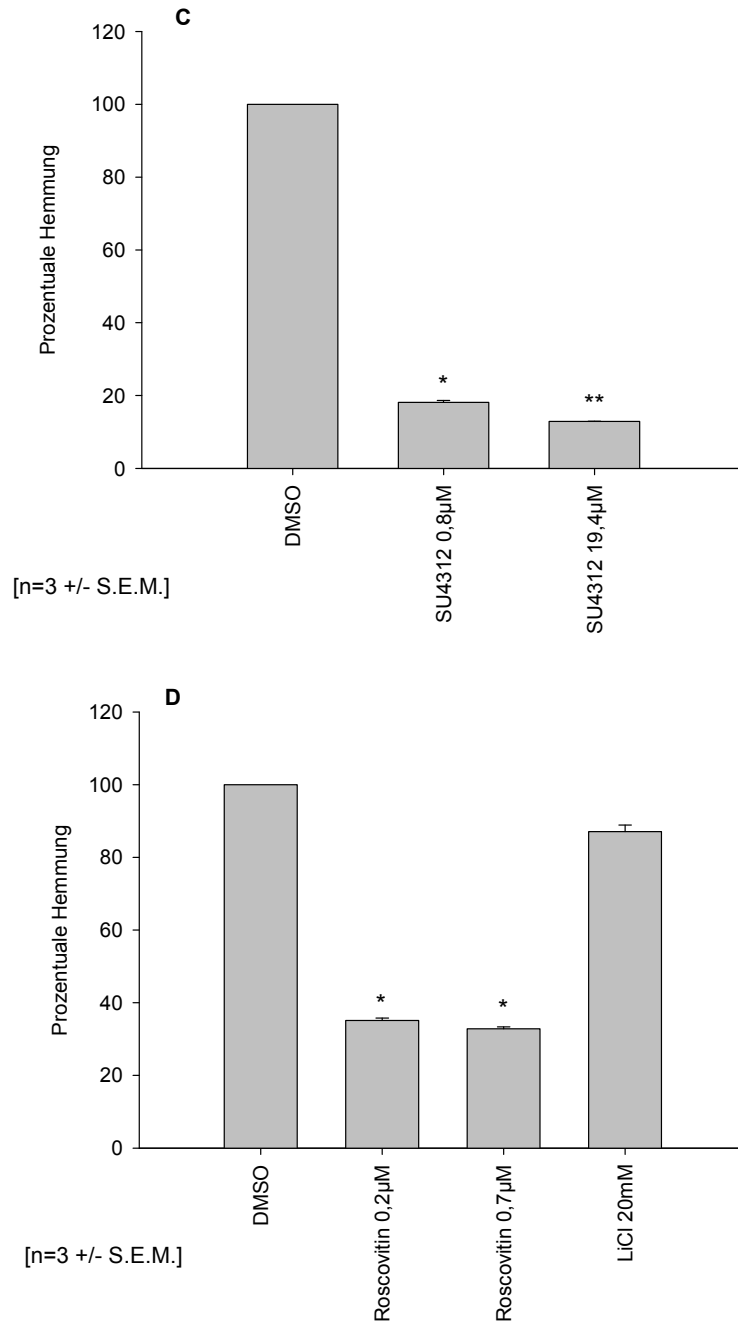 C
120
100
80
60
40
20
0
Prozentuale Hemmung
*
**
DMSO
SU4312 0,8µM
SU4312 19,4µM
[n=3 +/- S.E.M.]
D
120
100
80
60
40
20
0
Prozentuale Hemmung
*
*
DMSO
Roscovitin 0,2µM
Roscovitin 0,7µM
LiCl 20mM
[n=3 +/- S.E.M.]